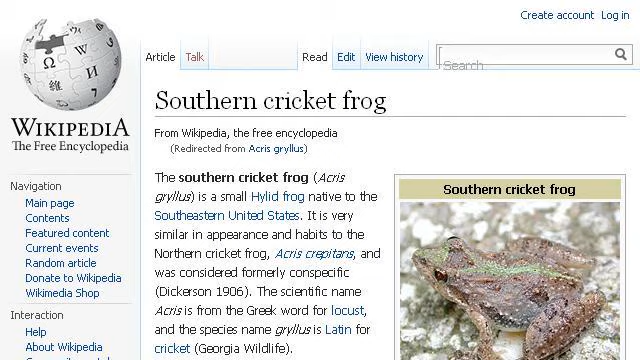 Create account Log in
Article Talk Read Edit View history Search
Southern cricket frog
WIKIPEDIA
The Free Encyclopedia
From Wikipedia, the free encyclopedia
(Redirected from Acris gryllus)
Navigation
Main page
Contents
Featured content
Current events
Random article
Donate to Wikipedia
Wikimedia Shop
Interaction
Help
About Wikipedia
The southern cricket frog (Acris
gryllus) is a small Hylid frog native to the
Southeastern United States. It is very
similar in appearance and habits to the
Northern cricket frog, Acris crepitans, and
was considered formerly conspecific
(Dickerson 1906). The scientific name
Acris is from the Greek word for locust,
and the species name gryllus is Latin for
cricket (Georgia Wildlife).
Southern cricket frog